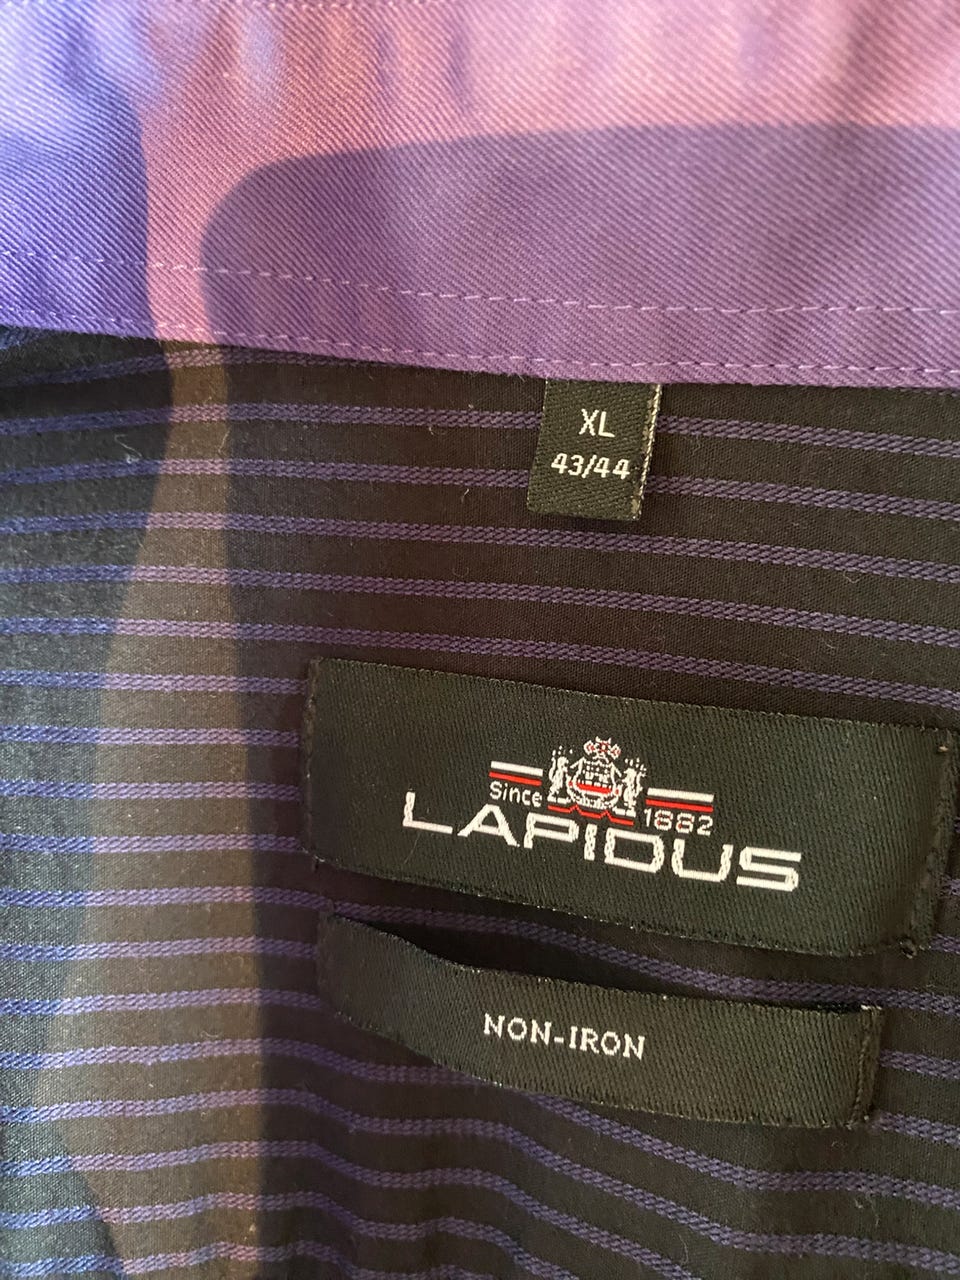 XL
43/44
Since 1882
LAPIDUS
NON-IRON